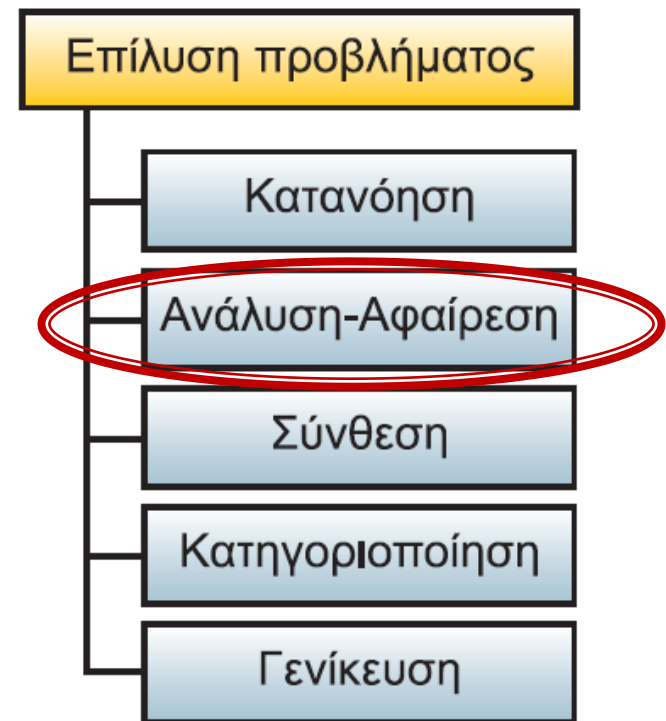 Επίλυση προβλήματος
Κατανόηση
Ανάλυση-Αφαίρεση
Σύνθεση
Κατηγοριοποίηση
Γενίκευση